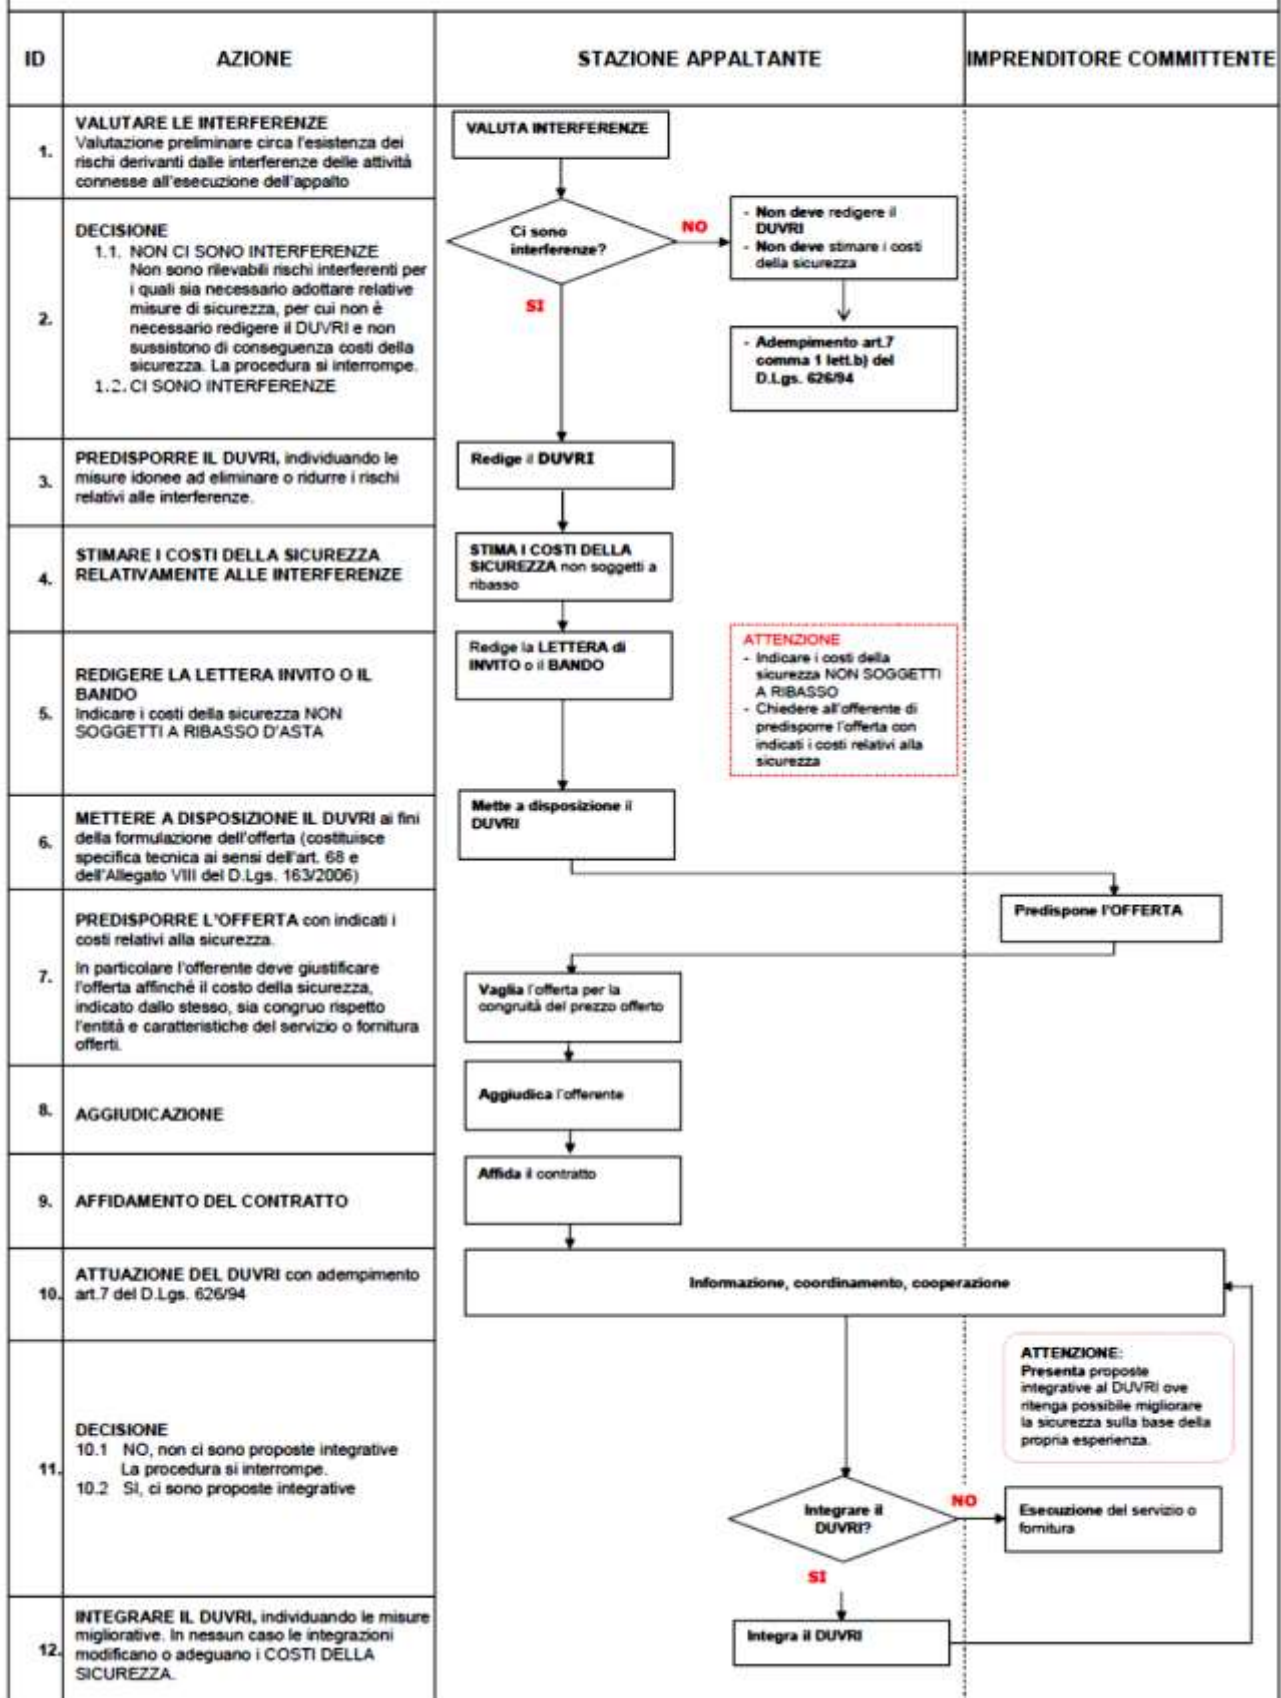 ID
AZIONE
STAZIONE APPALTANTE
IMPRENDITORE COMMITTENTE
1.
VALUTARE LE INTERFERENZE
Valutazione preliminare circa l'esistenza dei
rischi derivanti dalle interferenze delle attività
connesse all'esecuzione dell'appalto
VALUTA INTERFERENZE
2.
DECISIONE
1.1. NON CI SONO INTERFERENZE
Non sono rilevabili rischi interferenti per
i quali sia necessario adottare relative
misure di sicurezza, per cui non è
necessario redigere il DUVRI e non
sussistono di conseguenza costi della
sicurezza. La procedura si interrompe.
1.2. CI SONO INTERFERENZE
Ci sono
interferenze?
NO
SI
- Non deve redigere il
DUVRI
- Non deve stimare i costi
della sicurezza
- Adempimento art.7
comma 1 lett.b) del
D.Lgs. 626/94
3.
PREDISPORRE IL DUVRI, individuando le
misure idonee ad eliminare o ridurre i rischi
relativi alle interferenze.
Redige il DUVRI
4.
STIMARE I COSTI DELLA SICUREZZA
RELATIVAMENTE ALLE INTERFERENZE
STIMA I COSTI DELLA
SICUREZZA non soggetti a
ribasso
5.
REDIGERE LA LETTERA INVITO O IL
BANDO
Indicare i costi della sicurezza NON
SOGGETTI A RIBASSO D'ASTA
Redige la LETTERA di
INVITO o il BANDO
ATTENZIONE
- Indicare i costi della
sicurezza NON SOGGETTI
A RIBASSO
- Chiedere all'offerente di
predisporre l'offerta con
indicati i costi relativi alla
sicurezza
6.
METTERE A DISPOSIZIONE IL DUVRI ai fini
della formulazione dell'offerta (costituisce
specifica tecnica ai sensi dell'art. 68 e
dell'Allegato VIII del D.Lgs. 163/2006)
Mette a disposizione il
DUVRI
7.
PREDISPORRE L'OFFERTA con indicati i
costi relativi alla sicurezza.
In particolare l'offerente deve giustificare
l'offerta affinché il costo della sicurezza,
indicato dallo stesso, sia congruo rispetto
l'entità e caratteristiche del servizio o fornitura
offerti.
Predispone l'OFFERTA
Vaglia l'offerta per la
congruità del prezzo offerto
8.
AGGIUDICAZIONE
Aggiudica l'offerente
9.
AFFIDAMENTO DEL CONTRATTO
Affida il contratto
10.
ATTUAZIONE DEL DUVRI con adempimento
art.7 del D.Lgs. 626/94
Informazione, coordinamento, cooperazione
11.
DECISIONE
10.1 NO, non ci sono proposte integrative
La procedura si interrompe.
10.2 SI, ci sono proposte integrative
ATTENZIONE:
Presenta proposte
integrative al DUVRI ove
ritenga possibile migliorare
la sicurezza sulla base della
propria esperienza.
Integrare il
DUVRI?
NO
SI
Esecuzione del servizio o
fornitura
12.
INTEGRARE IL DUVRI, individuando le misure
migliorative. In nessun caso le integrazioni
modificano o adeguano i COSTI DELLA
SICUREZZA.
Integra il DUVRI